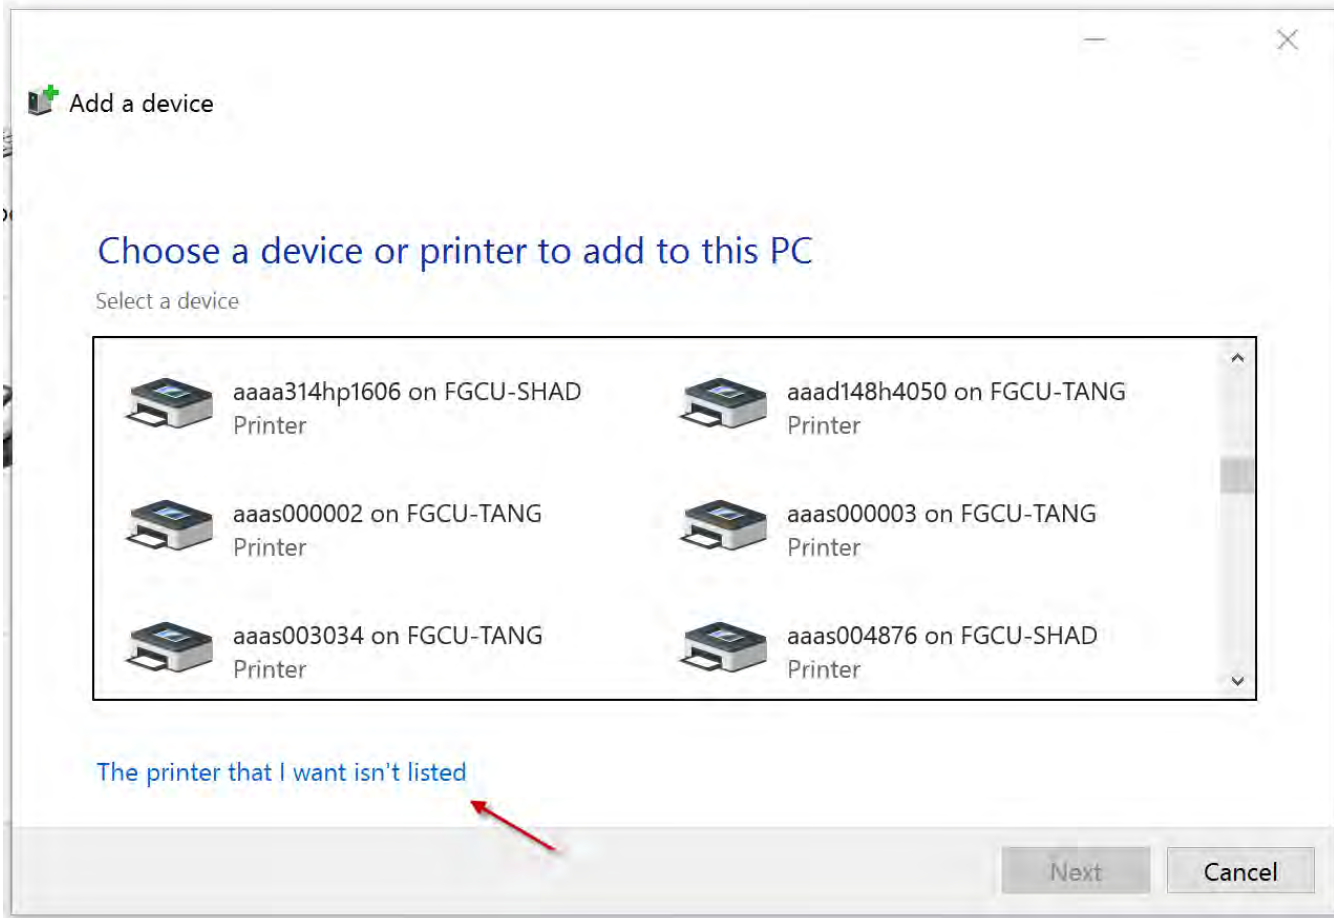 Add a device
Choose a device or printer to add to this PC
Select a device
aaaa314hp1606 on FGCU-SHAD
Printer
aaad148h4050 on FGCU-TANG
Printer
aaas000002 on FGCU-TANG
Printer
aaas000003 on FGCU-TANG
Printer
aaas003034 on FGCU-TANG
Printer
aaas004876 on FGCU-SHAD
Printer
The printer that I want isn't listed
Next
Cancel